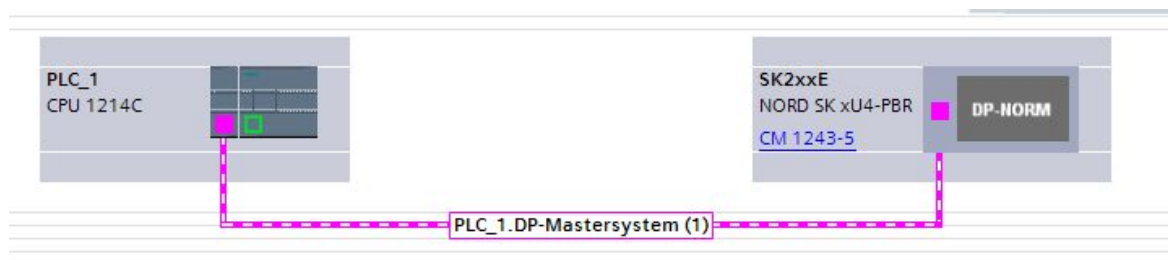 PLC_1
CPU 1214C
SK2xxE
NORD SK xU4-PBR
CM 1243-5
DP-NORM
PLC_1.DP-Mastersystem (1)